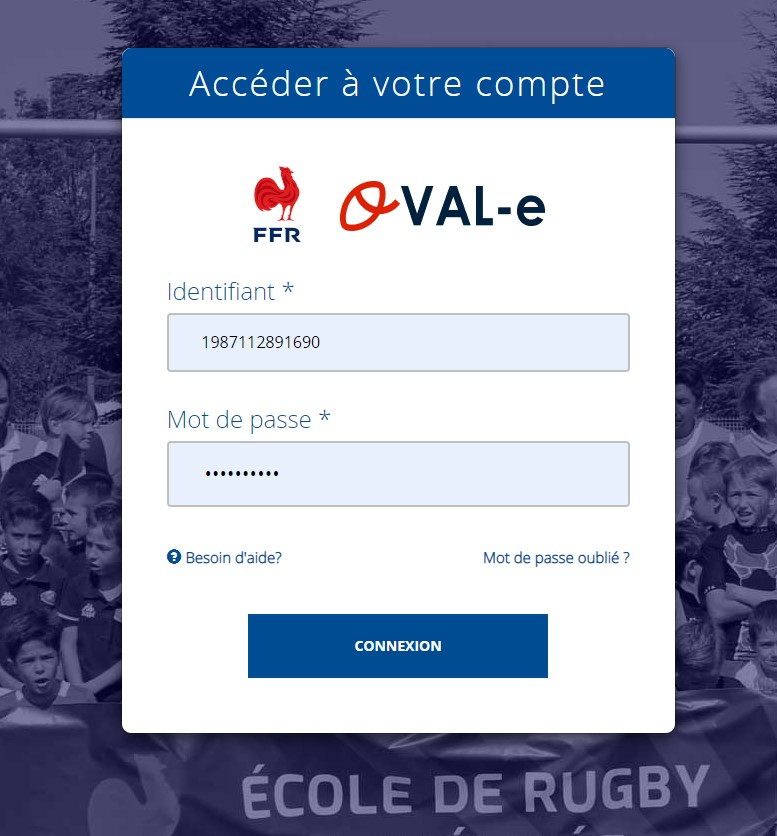 Accéder à votre compte
FFR
OVAL-e
Identifiant *
1987112891690
Mot de passe *
••••••••••
Besoin d'aide?
Mot de passe oublié ?
CONNEXION
ÉCOLE DE RUGBY